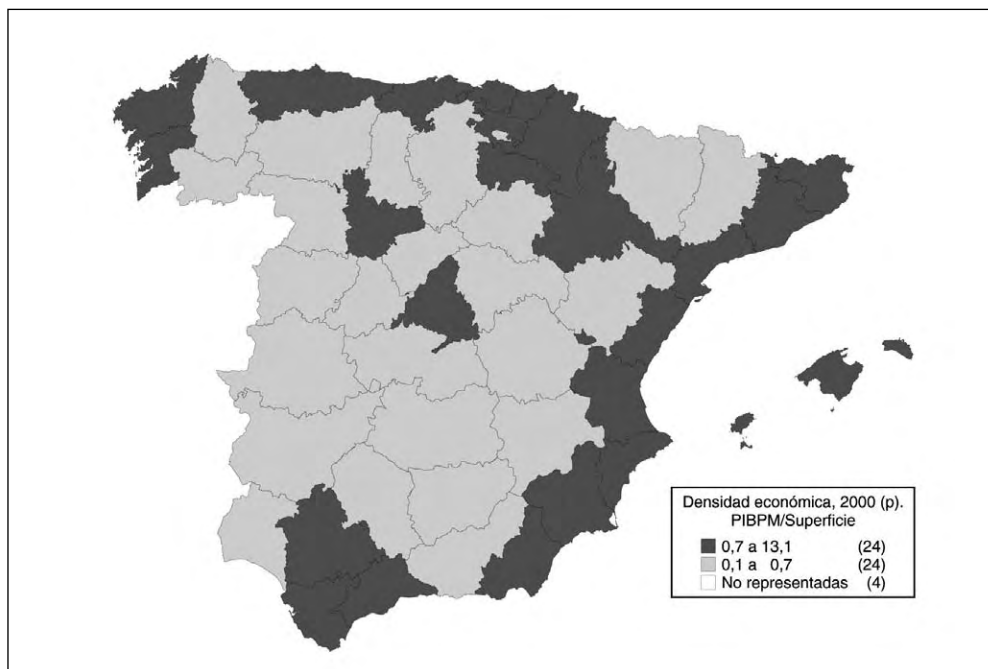 Densidad económica, 2000 (p).
PIBPM/Superficie
0,7 a 13,1 (24)
0,1 a 0,7 (24)
No representadas (4)